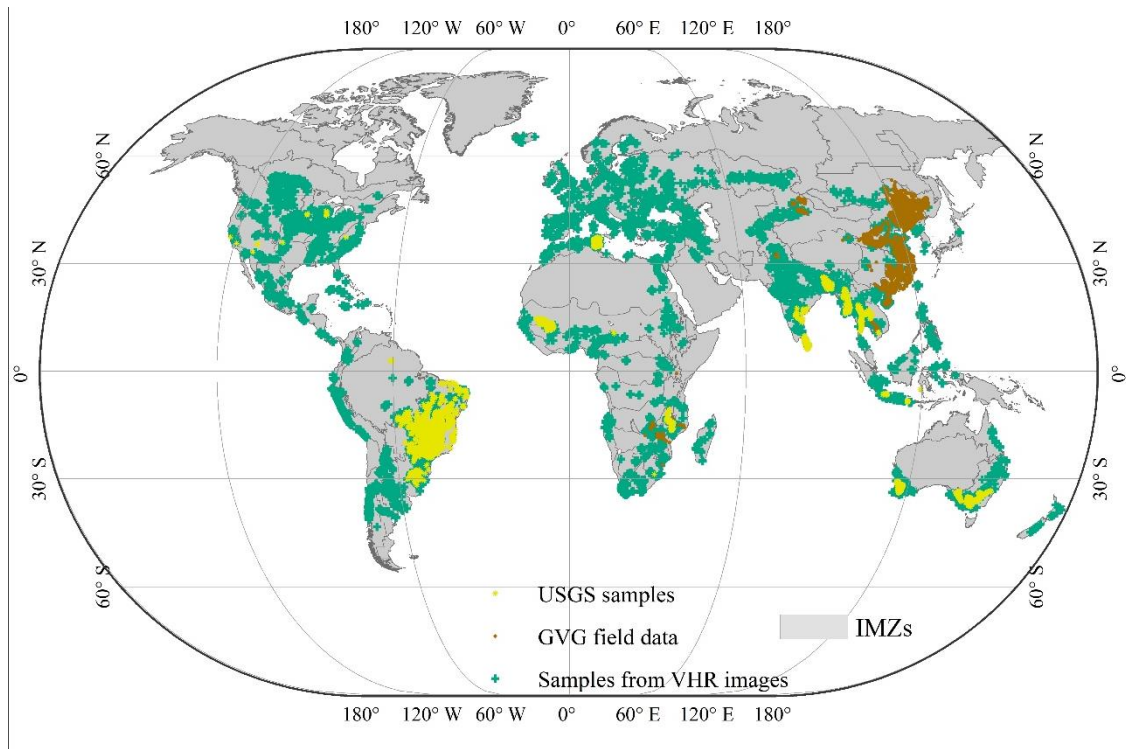 180° 120° W 60° W 0° 60° E 120° E 180°
60° N 60° N
30° N 30° N
0° 0°
30° S 30° S
60° S 60° S
USGS samples
GVG field data IMZs
Samples from VHR images
180° 120° W 60° W 0° 60° E 120° E 180°